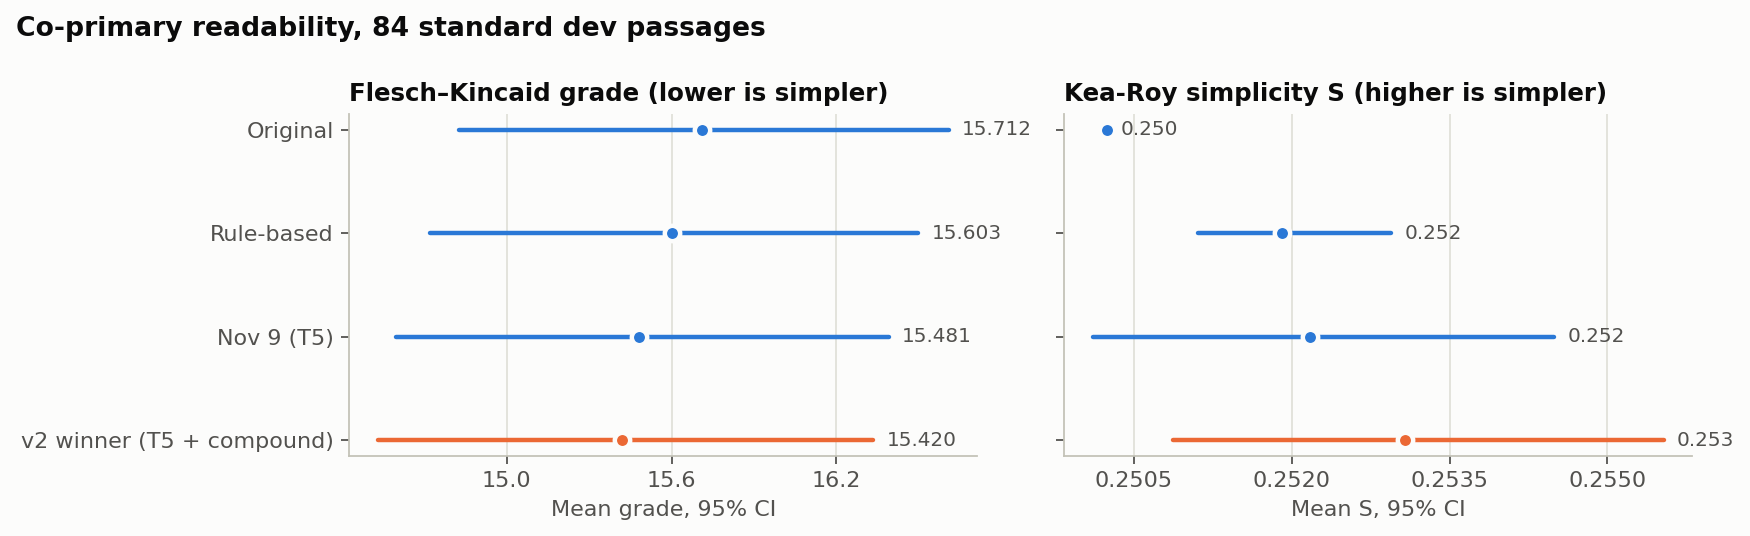 Co-primary readability, 84 standard dev passages
Flesch–Kincaid grade (lower is simpler)
Original
15.712
Rule-based
15.603
Nov 9 (T5)
15.481
v2 winner (T5 + compound)
15.420
15.0 15.6 16.2
Mean grade, 95% CI
Kea-Roy simplicity S (higher is simpler)
0.250
0.252
0.252
0.253
0.2505 0.2520 0.2535 0.2550
Mean S, 95% CI